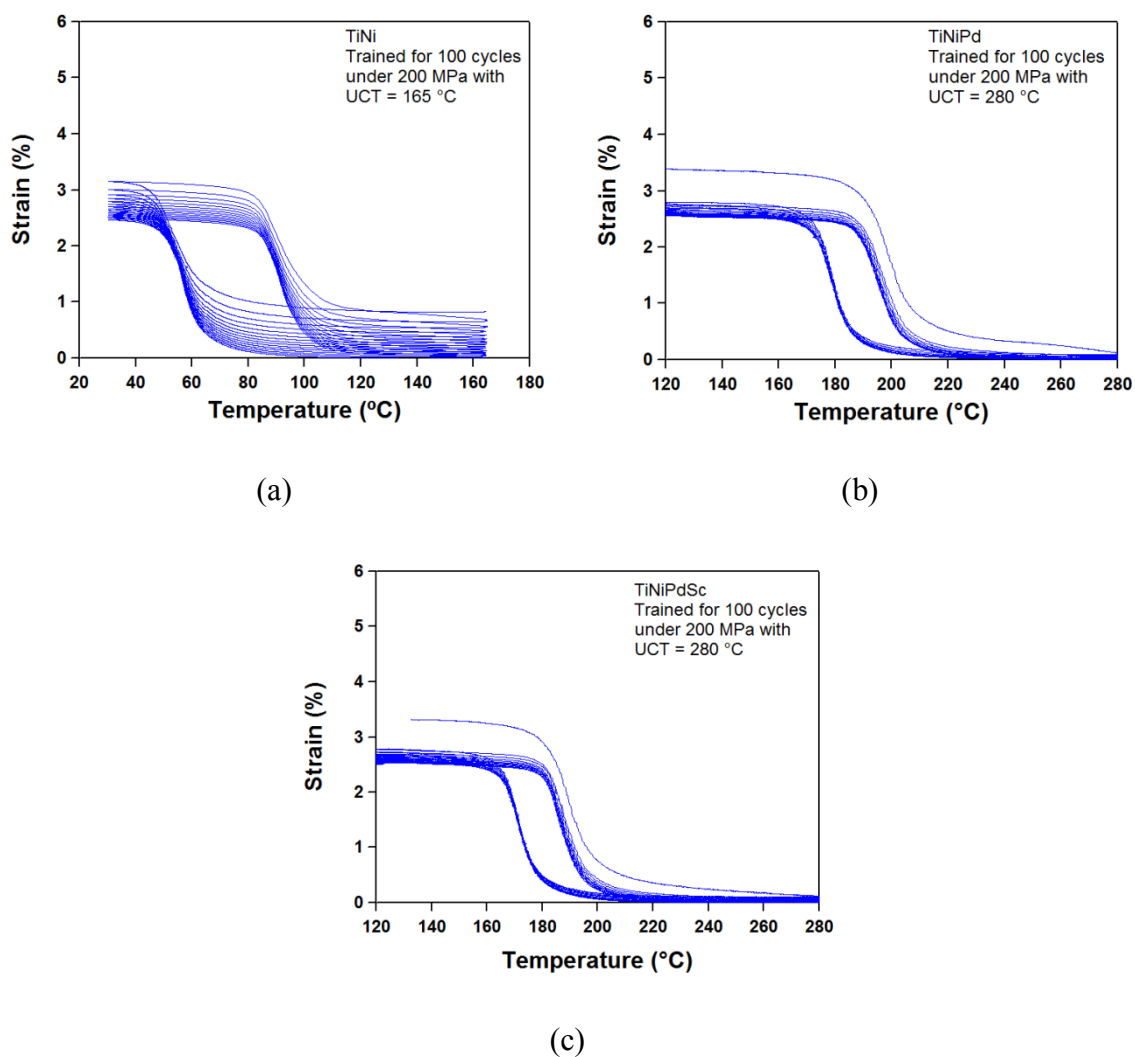 6
5
4
3
2
1
0
Strain (%)
TiNi
Trained for 100 cycles
under 200 MPa with
UCT = 165 °C
20 40 60 80 100 120 140 160 180
Temperature (ºC)
(a)
6
5
4
3
2
1
0
Strain (%)
TiNiPd
Trained for 100 cycles
under 200 MPa with
UCT = 280 °C
120 140 160 180 200 220 240 260 280
Temperature (°C)
(b)
6
5
4
3
2
1
0
Strain (%)
TiNiPdSc
Trained for 100 cycles
under 200 MPa with
UCT = 280 °C
120 140 160 180 200 220 240 260 280
Temperature (°C)
(c)